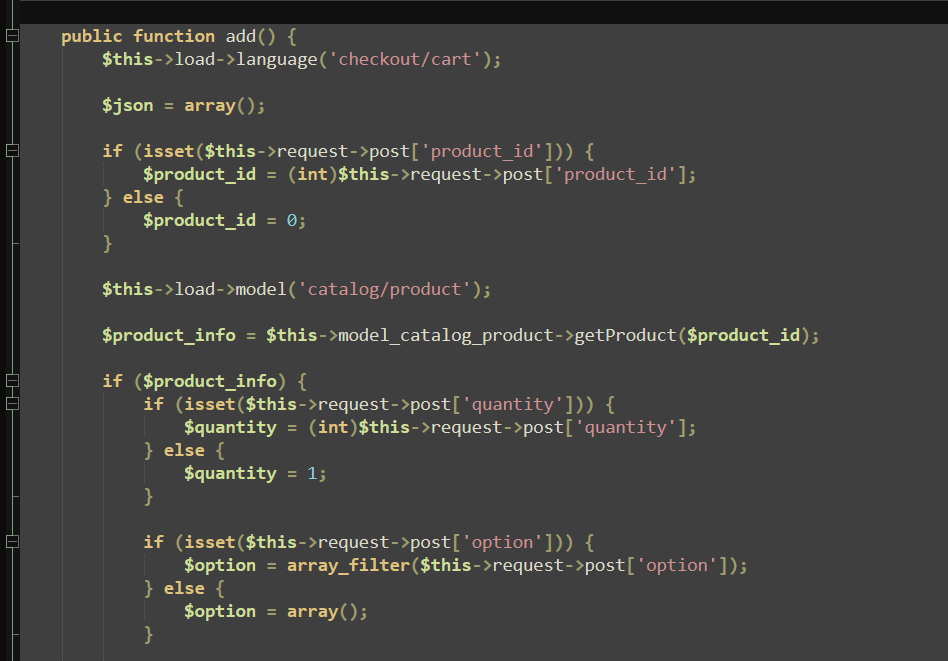 public function add() {
$this->load->language('checkout/cart');
$json = array();
if (isset($this->request->post['product_id'])) {
$product_id = (int)$this->request->post['product_id'];
} else {
$product_id = 0;
}
$this->load->model('catalog/product');
$product_info = $this->model_catalog_product->getProduct($product_id);
if ($product_info) {
if (isset($this->request->post['quantity'])) {
$quantity = (int)$this->request->post['quantity'];
} else {
$quantity = 1;
}
if (isset($this->request->post['option'])) {
$option = array_filter($this->request->post['option']);
} else {
$option = array();
}